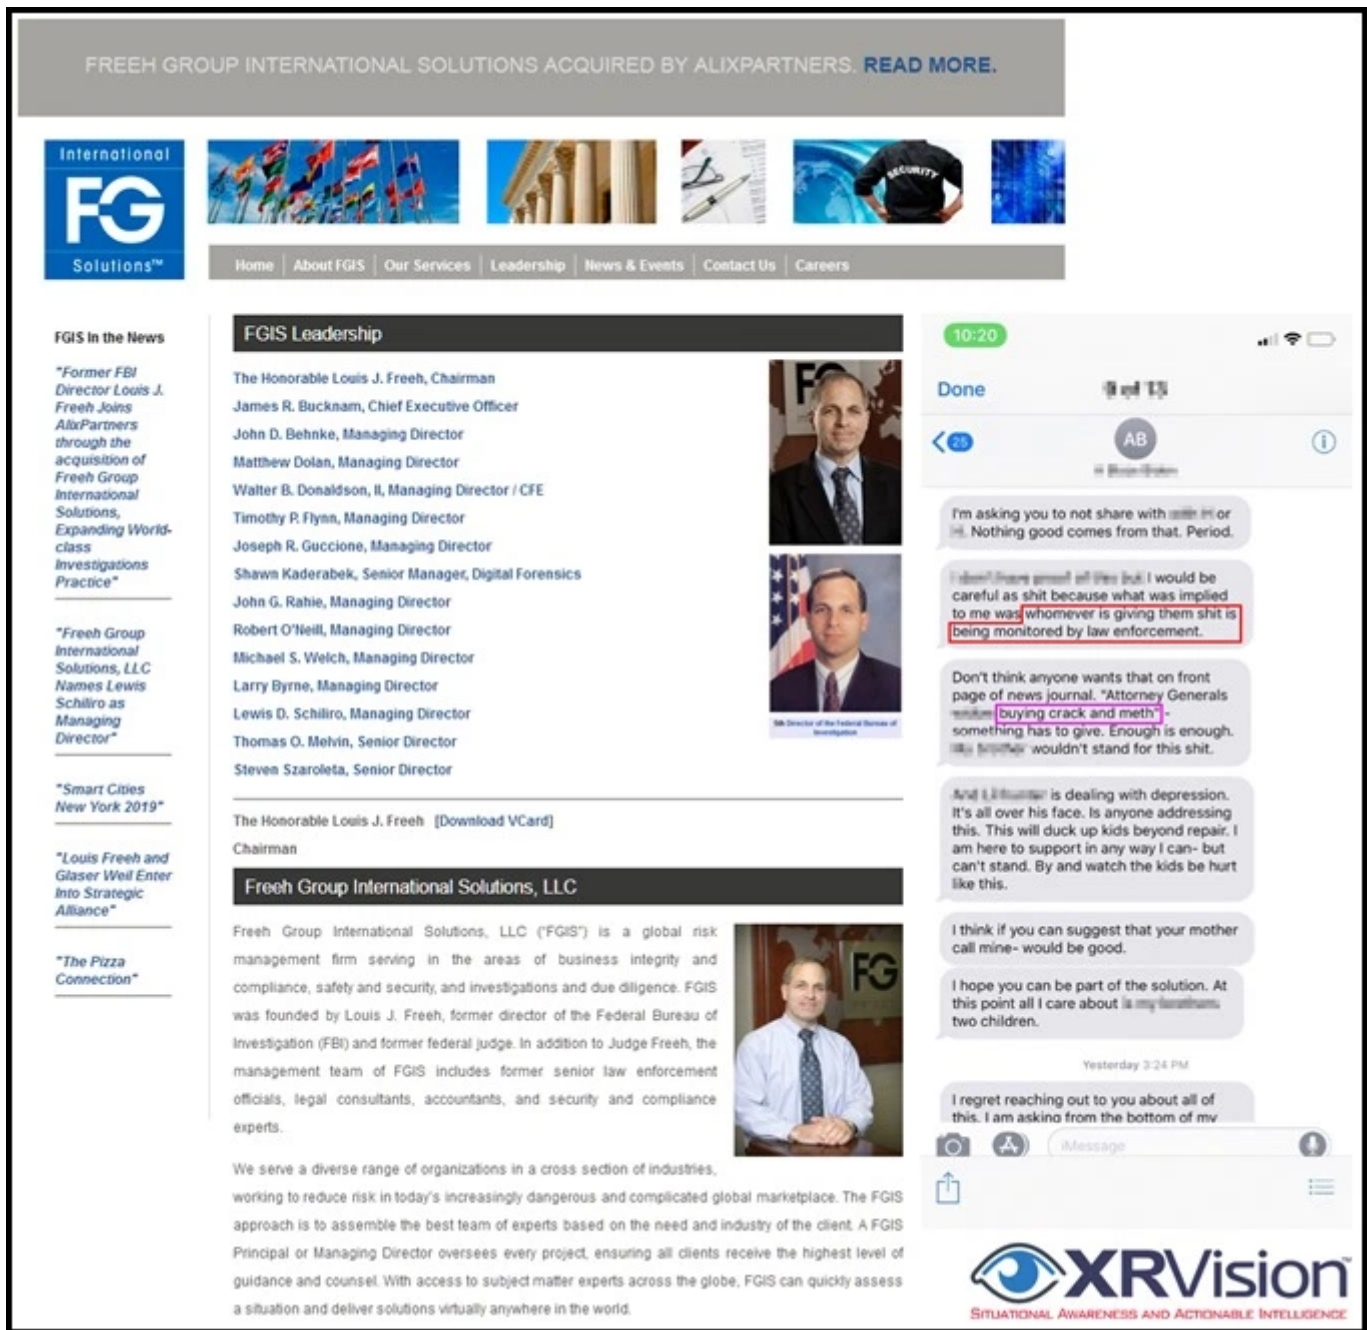 FREEH GROUP INTERNATIONAL SOLUTIONS ACQUIRED BY ALIXPARTNERS. READ MORE.
International
FG
Solutions™
SECURITY
Home
About FGIS
Our Services
Leadership
News & Events
Contact Us
Careers
FGIS In the News
"Former FBI
Director Louis J.
Freeh Joins
AlixPartners
through the
acquisition of
Freeh Group
International
Solutions,
Expanding World-
class
Investigations
Practice"
"Freeh Group
International
Solutions, LLC
Names Lewis
Schiliro as
Managing
Director"
"Smart Cities
New York 2019"
"Louis Freeh and
Glaser Weil Enter
Into Strategic
Alliance"
"The Pizza
Connection"
FGIS Leadership
The Honorable Louis J. Freeh, Chairman
James R. Bucknam, Chief Executive Officer
John D. Behnke, Managing Director
Matthew Dolan, Managing Director
Walter B. Donaldson, II, Managing Director / CFE
Timothy P. Flynn, Managing Director
Joseph R. Guccione, Managing Director
Shawn Kaderabek, Senior Manager, Digital Forensics
John G. Rahie, Managing Director
Robert O'Neill, Managing Director
Michael S. Welch, Managing Director
Larry Byrne, Managing Director
Lewis D. Schiliro, Managing Director
Thomas O. Melvin, Senior Director
Steven Szaroleta, Senior Director
5th Director of the Federal Bureau of
Investigation
The Honorable Louis J. Freeh [Download VCard]
Chairman
Freeh Group International Solutions, LLC
Freeh Group International Solutions, LLC ("FGIS") is a global risk
management firm serving in the areas of business integrity and
compliance, safety and security, and investigations and due diligence. FGIS
was founded by Louis J. Freeh, former director of the Federal Bureau of
Investigation (FBI) and former federal judge. In addition to Judge Freeh, the
management team of FGIS includes former senior law enforcement
officials, legal consultants, accountants, and security and compliance
experts.
FG
We serve a diverse range of organizations in a cross section of industries,
working to reduce risk in today's increasingly dangerous and complicated global marketplace. The FGIS
approach is to assemble the best team of experts based on the need and industry of the client. A FGIS
Principal or Managing Director oversees every project, ensuring all clients receive the highest level of
guidance and counsel. With access to subject matter experts across the globe, FGIS can quickly assess
a situation and deliver solutions virtually anywhere in the world.
10:20
Done
25
AB
I'm asking you to not share with or
. Nothing good comes from that. Period.
I would be
careful as shit because what was implied
to me was whomever is giving them shit is
being monitored by law enforcement.
Don't think anyone wants that on front
page of news journal. "Attorney Generals
buying crack and meth" -
something has to give. Enough is enough.
wouldn't stand for this shit.
is dealing with depression.
It's all over his face. Is anyone addressing
this. This will duck up kids beyond repair. I
am here to support in any way I can- but
can't stand. By and watch the kids be hurt
like this.
I think if you can suggest that your mother
call mine- would be good.
I hope you can be part of the solution. At
this point all I care about
two children.
Yesterday 3:24 PM
I regret reaching out to you about all of
this. I am asking from the bottom of my
iMessage
XRVision™
SITUATIONAL AWARENESS AND ACTIONABLE INTELLIGENCE